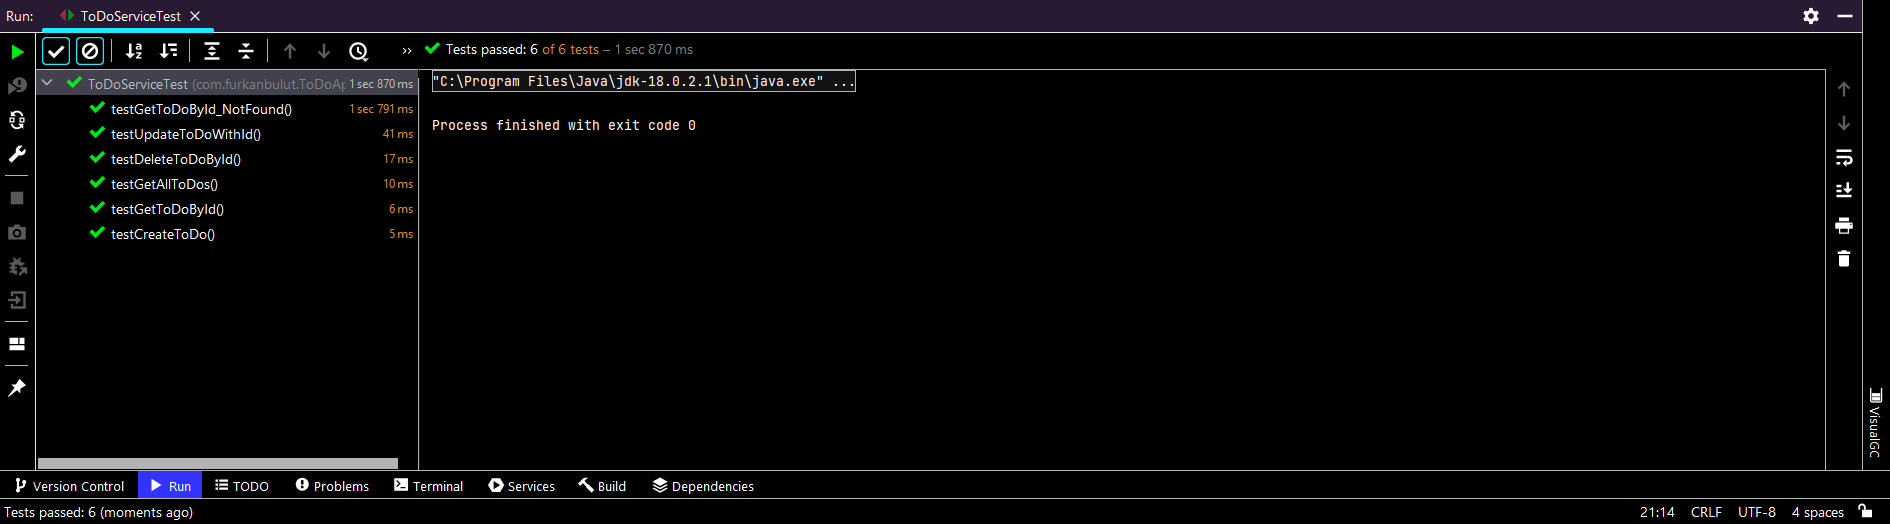 Run: ToDoServiceTest
Tests passed: 6 of 6 tests – 1 sec 870 ms
ToDoServiceTest (com.furkanbulut.ToDoAp 1 sec 870 ms
testGetToDoById_NotFound() 1 sec 791 ms
testUpdateToDoWithId() 41 ms
testDeleteToDoById() 17 ms
testGetAllToDos() 10 ms
testGetToDoById() 6 ms
testCreateToDo() 5 ms
"C:\Program Files\Java\jdk-18.0.2.1\bin\java.exe" ...
Process finished with exit code 0
VisualGC
Version Control Run TODO Problems Terminal Services Build Dependencies
Tests passed: 6 (moments ago) 21:14 CRLF UTF-8 4 spaces